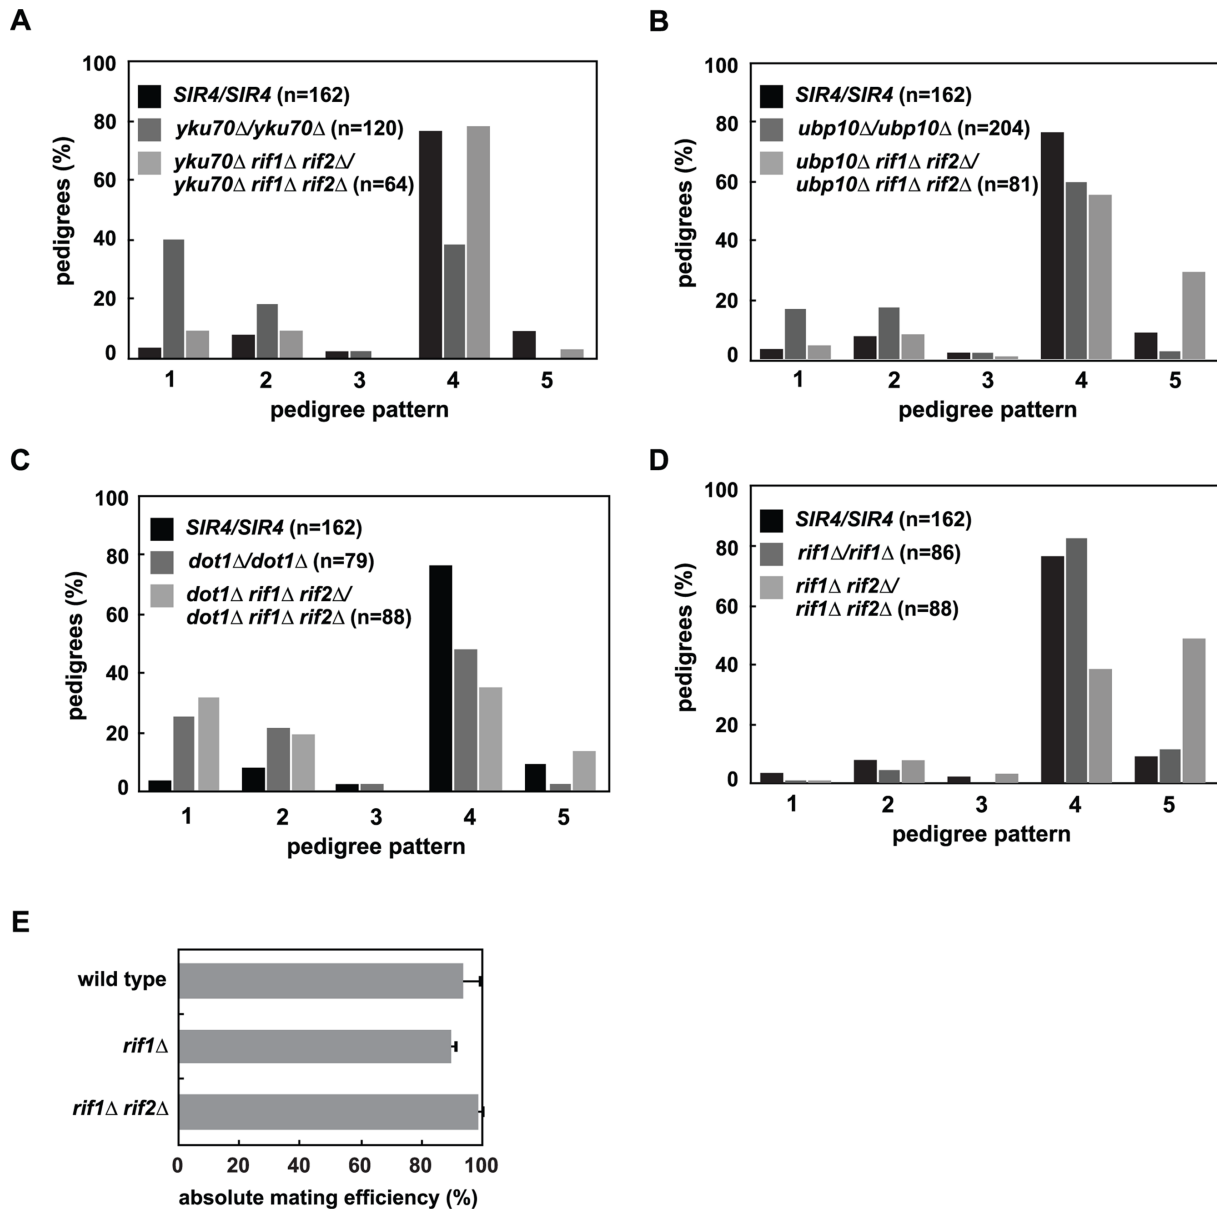 A
100
80
60
40
20
0
pedigrees (%)
SIR4/SIR4 (n=162)
yku70Δ/yku70Δ (n=120)
yku70Δ rif1Δ rif2Δ/
yku70Δ rif1Δ rif2Δ (n=64)
1 2 3 4 5
pedigree pattern
B
100
80
60
40
20
0
pedigrees (%)
SIR4/SIR4 (n=162)
ubp10Δ/ubp10Δ (n=204)
ubp10Δ rif1Δ rif2Δ/
ubp10Δ rif1Δ rif2Δ (n=81)
1 2 3 4 5
pedigree pattern
C
100
80
60
40
20
0
pedigrees (%)
SIR4/SIR4 (n=162)
dot1Δ/dot1Δ (n=79)
dot1Δ rif1Δ rif2Δ/
dot1Δ rif1Δ rif2Δ (n=88)
1 2 3 4 5
pedigree pattern
D
100
80
60
40
20
0
pedigrees (%)
SIR4/SIR4 (n=162)
rif1Δ/rif1Δ (n=86)
rif1Δ rif2Δ/
rif1Δ rif2Δ (n=88)
1 2 3 4 5
pedigree pattern
E
wild type
rif1Δ
rif1Δ rif2Δ
0 20 40 60 80 100
absolute mating efficiency (%)